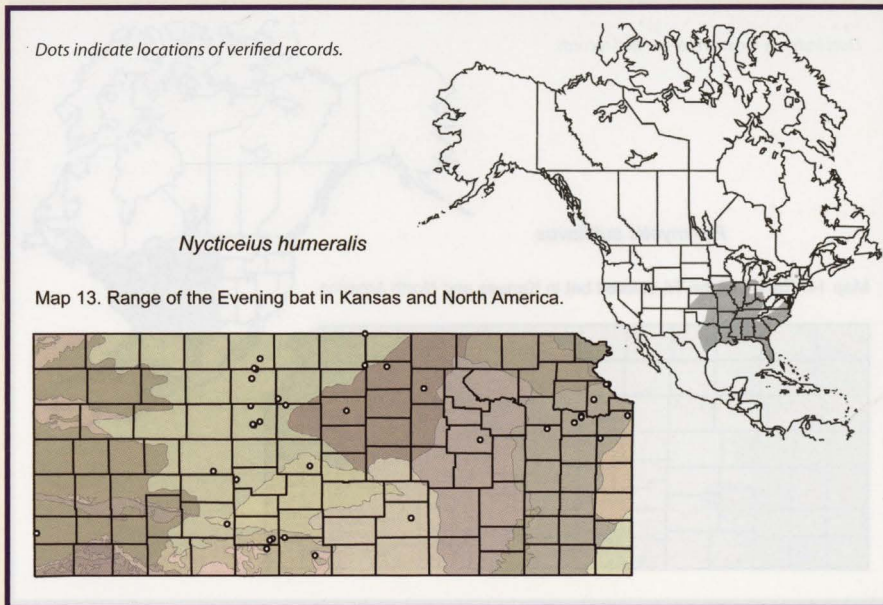 Dots indicate locations of verified records.
Nycticeius humeralis
Map 13. Range of the Evening bat in Kansas and North America.